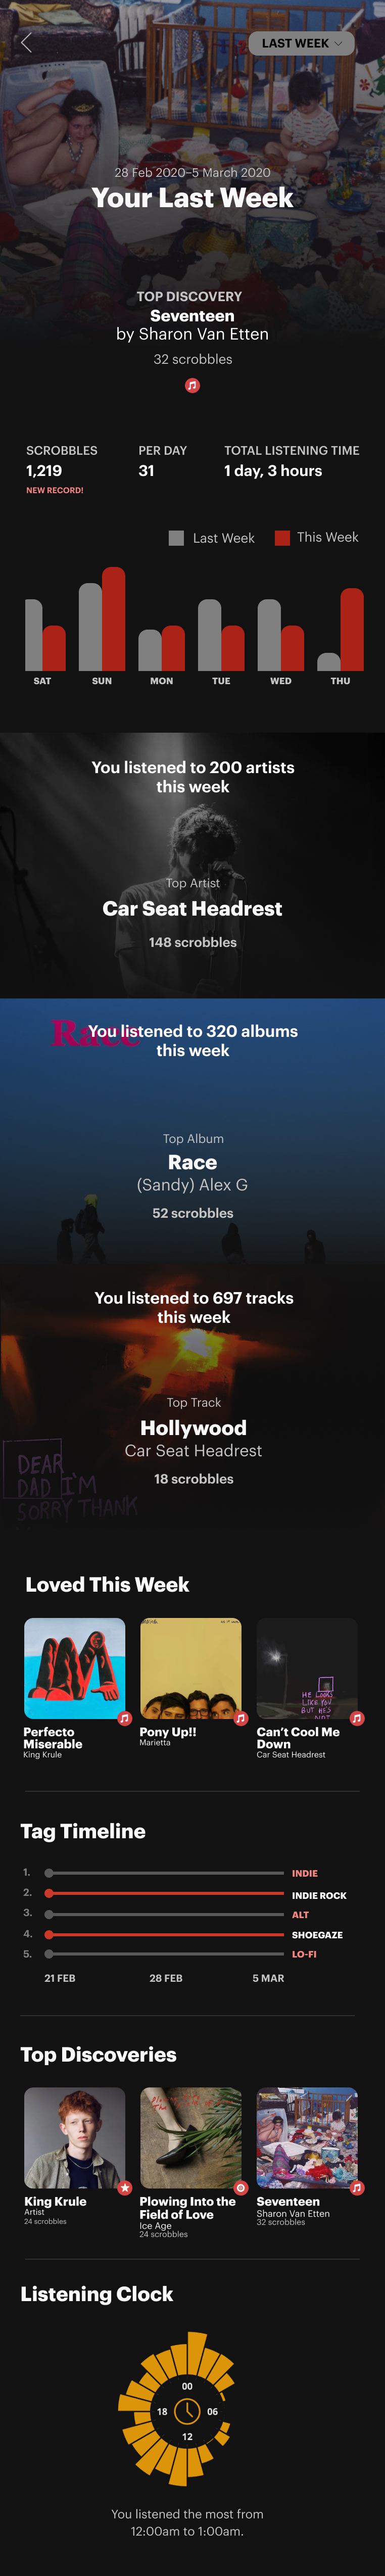 LAST WEEK
28 Feb 2020–5 March 2020
Your Last Week
TOP DISCOVERY
Seventeen
by Sharon Van Etten
32 scrobbles
SCROBBLES
1,219
NEW RECORD!
PER DAY
31
TOTAL LISTENING TIME
1 day, 3 hours
Last Week
This Week
SAT
SUN
MON
TUE
WED
THU
You listened to 200 artists
this week
Top Artist
Car Seat Headrest
148 scrobbles
Race
You listened to 320 albums
this week
Top Album
Race
(Sandy) Alex G
52 scrobbles
You listened to 697 tracks
this week
Top Track
Hollywood
Car Seat Headrest
18 scrobbles
DEAR
DAD I'M
SORRY THANK
Loved This Week
Perfecto
Miserable
King Krule
Pony Up!!
Marietta
HE LOOKS
LIKE YOU
BUT HES
NOT
Can't Cool Me
Down
Car Seat Headrest
Tag Timeline
1.
INDIE
2.
INDIE ROCK
3.
ALT
4.
SHOEGAZE
5.
LO-FI
21 FEB
28 FEB
5 MAR
Top Discoveries
King Krule
Artist
24 scrobbles
Plowing Into the
Field of Love
Ice Age
24 scrobbles
Seventeen
Sharon Van Etten
32 scrobbles
Listening Clock
00
18
06
12
You listened the most from
12:00am to 1:00am.